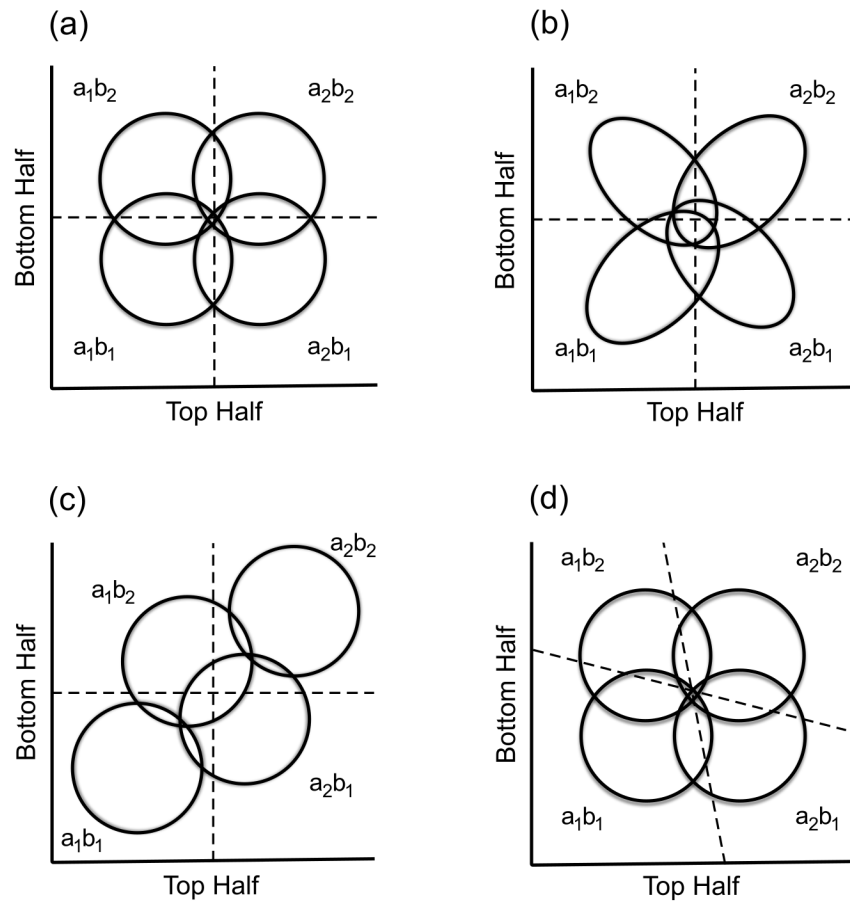 (a)
a₁b₂
a₂b₂
Bottom Half
a₁b₁
a₂b₁
Top Half
(b)
a₁b₂
a₂b₂
Bottom Half
a₁b₁
a₂b₁
Top Half
(c)
a₂b₂
a₁b₂
Bottom Half
a₂b₁
a₁b₁
Top Half
(d)
a₁b₂
a₂b₂
Bottom Half
a₁b₁
a₂b₁
Top Half